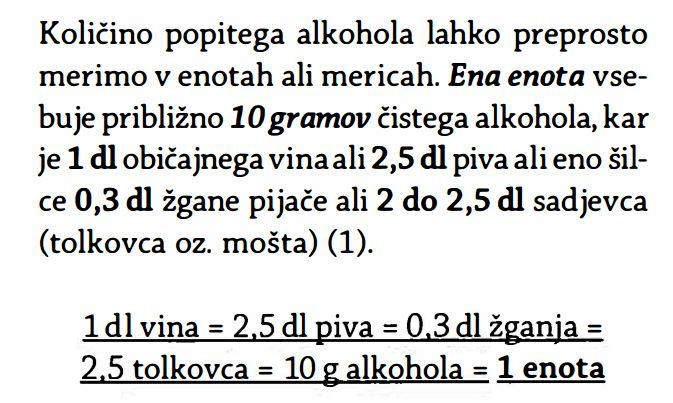 Količino popitega alkohola lahko preprosto
merimo v enotah ali mericah. Ena enota vse-
buje približno 10 gramov čistega alkohola, kar
je 1 dl običajnega vina ali 2,5 dl piva ali eno šil-
ce 0,3 dl žgane pijače ali 2 do 2,5 dl sadjevca
(tolkovca oz. mošta) (1).
1 dl vina = 2,5 dl piva = 0,3 dl žganja =
2,5 tolkovca = 10 g alkohola = 1 enota